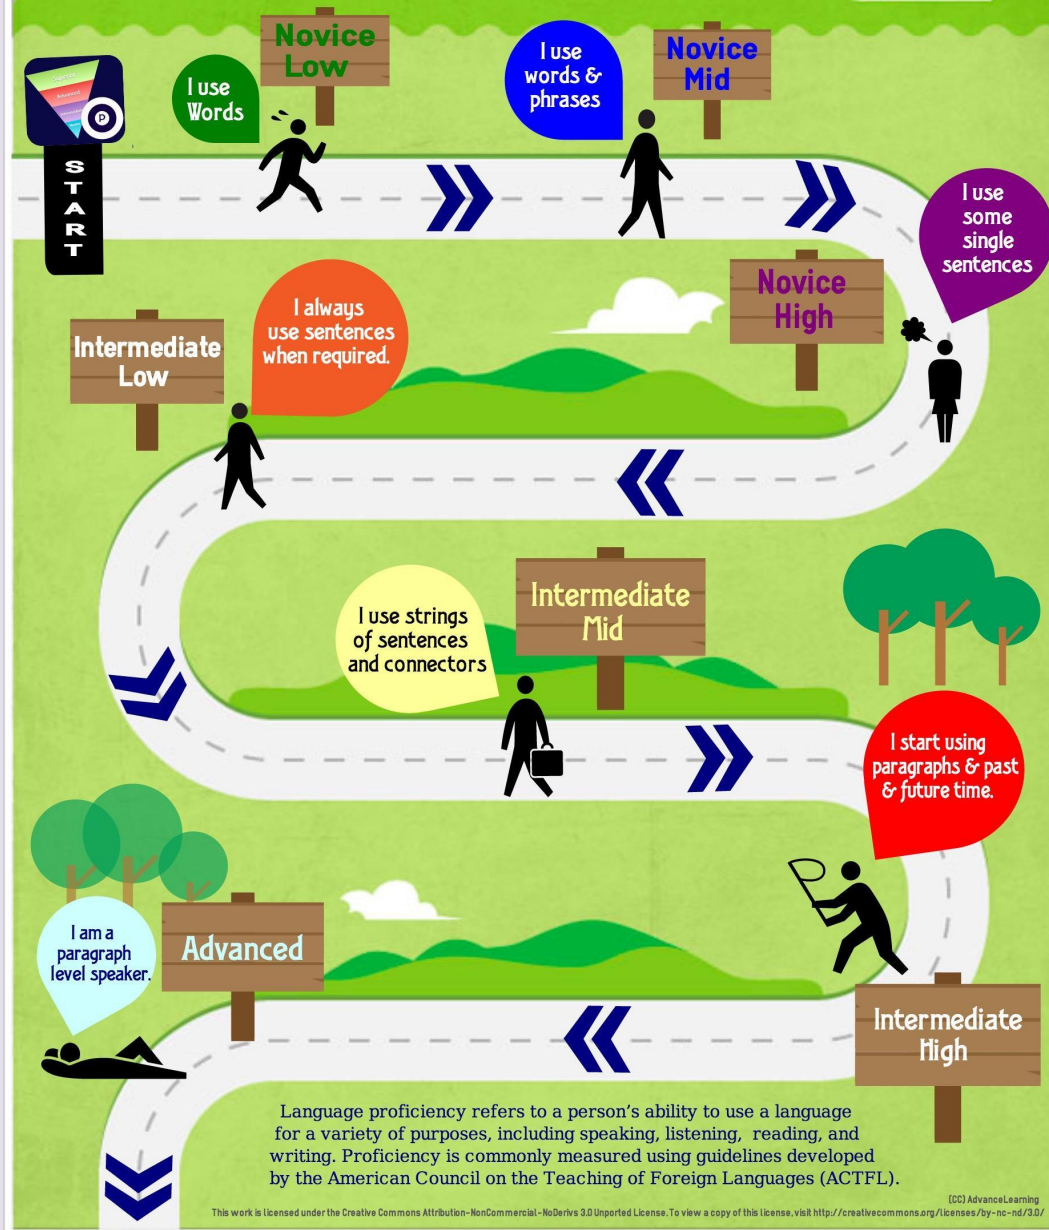 Novice
Low
I use
Words
I use
words &
phrases
Novice
Mid
P
START
I use
some
single
sentences
Novice
High
I always
use sentences
when required.
Intermediate
Low
I use strings
of sentences
and connectors
Intermediate
Mid
I start using
paragraphs & past
& future time.
Intermediate
High
I am a
paragraph
level speaker.
Advanced
Language proficiency refers to a person's ability to use a language
for a variety of purposes, including speaking, listening, reading, and
writing. Proficiency is commonly measured using guidelines developed
by the American Council on the Teaching of Foreign Languages (ACTFL).
(CC) AdvanceLearning
This work is licensed under the Creative Commons Attribution-NonCommercial-NoDerivs 3.0 Unported License. To view a copy of this license, visit http://creativecommons.org/licenses/by-nc-nd/3.0/